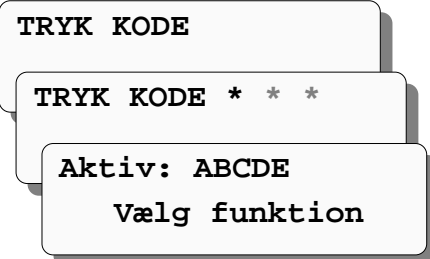 TRYK KODE
TRYK KODE * * *
Aktiv: ABCDE
Vælg funktion